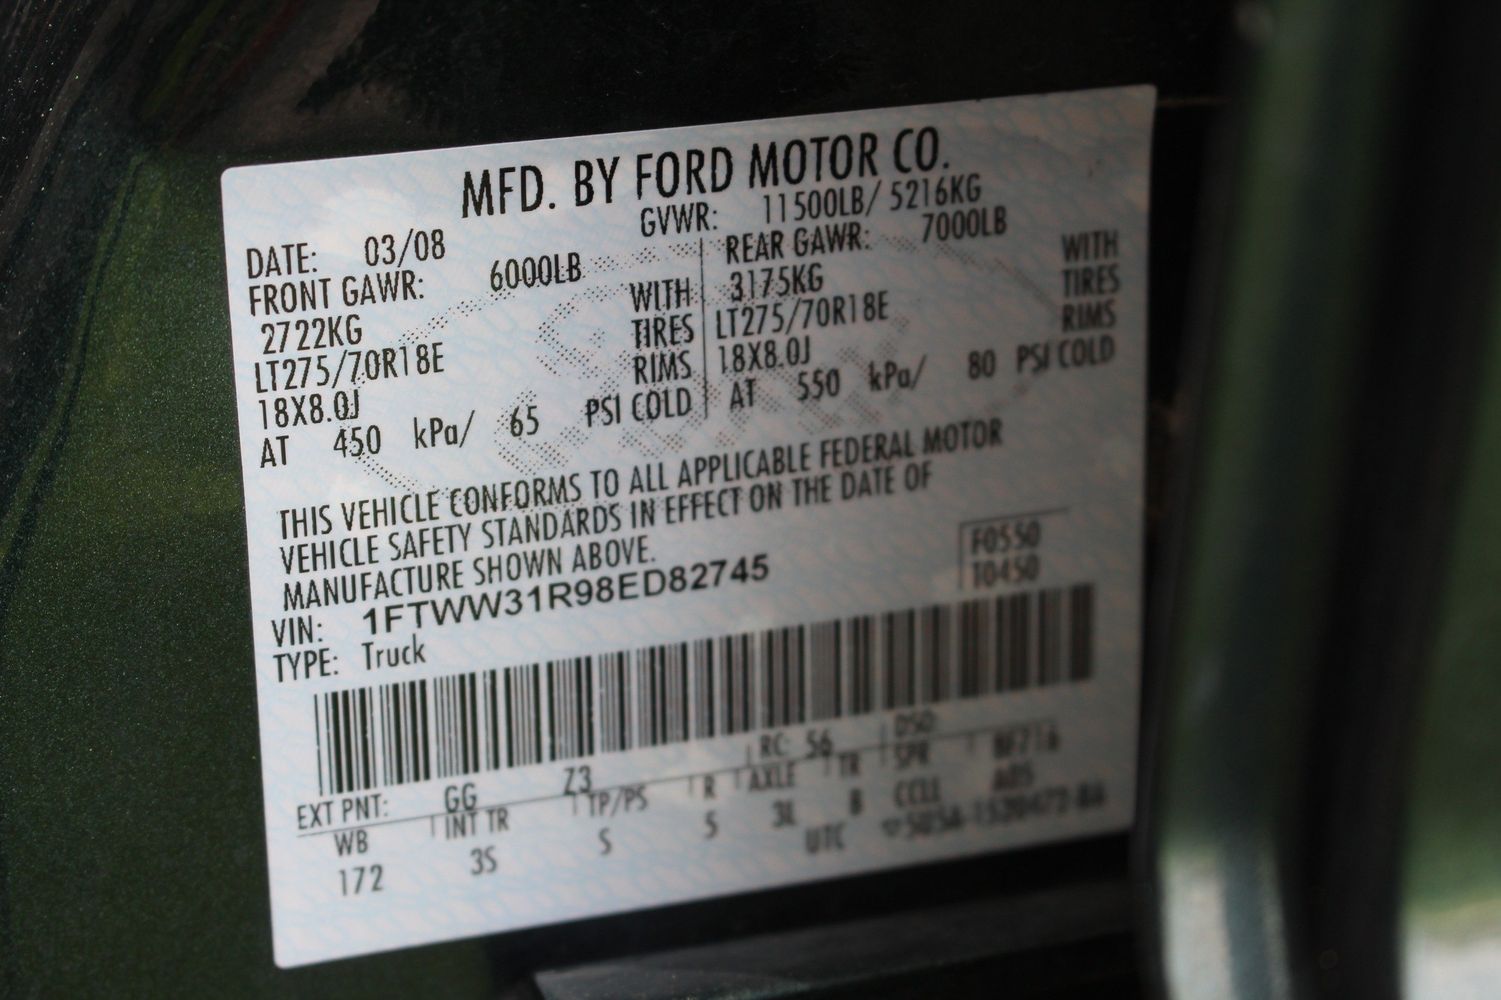 MFD. BY FORD MOTOR CO.
DATE: 03/08 GVWR: 11500LB/ 5216KG
FRONT GAWR: 6000LB REAR GAWR: 7000LB
2722KG WITH 3175KG WITH
LT275/70R18E TIRES LT275/70R18E TIRES
18X8.0J RIMS 18X8.0J RIMS
AT 450 kPa/ 65 PSI COLD AT 550 kPa/ 80 PSI COLD
THIS VEHICLE CONFORMS TO ALL APPLICABLE FEDERAL MOTOR
VEHICLE SAFETY STANDARDS IN EFFECT ON THE DATE OF
MANUFACTURE SHOWN ABOVE.
F0550
VIN: 1FTWW31R98ED82745 T0450
TYPE: Truck
RC: 56 DSO:
EXT PNT: GG Z3
WB INT TR TP/PS R AXLE TR SPR
172 3S S 5 3L B
UTC